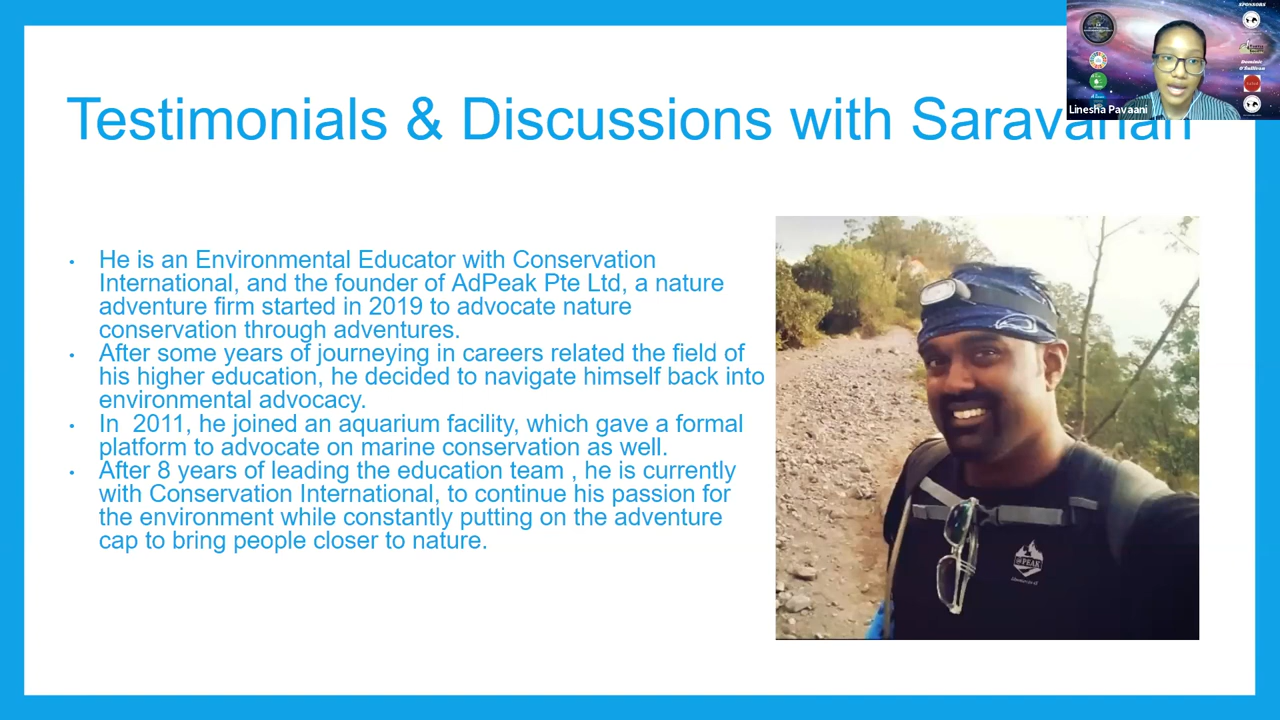 SPONSORS
Dominic
O'Sullivan
Linesha Pavaani
Testimonials & Discussions with Saravanan
• He is an Environmental Educator with Conservation
International, and the founder of AdPeak Pte Ltd, a nature
adventure firm started in 2019 to advocate nature
conservation through adventures.
• After some years of journeying in careers related the field of
his higher education, he decided to navigate himself back into
environmental advocacy.
• In  2011, he joined an aquarium facility, which gave a formal
platform to advocate on marine conservation as well.
• After 8 years of leading the education team , he is currently
with Conservation International, to continue his passion for
the environment while constantly putting on the adventure
cap to bring people closer to nature.